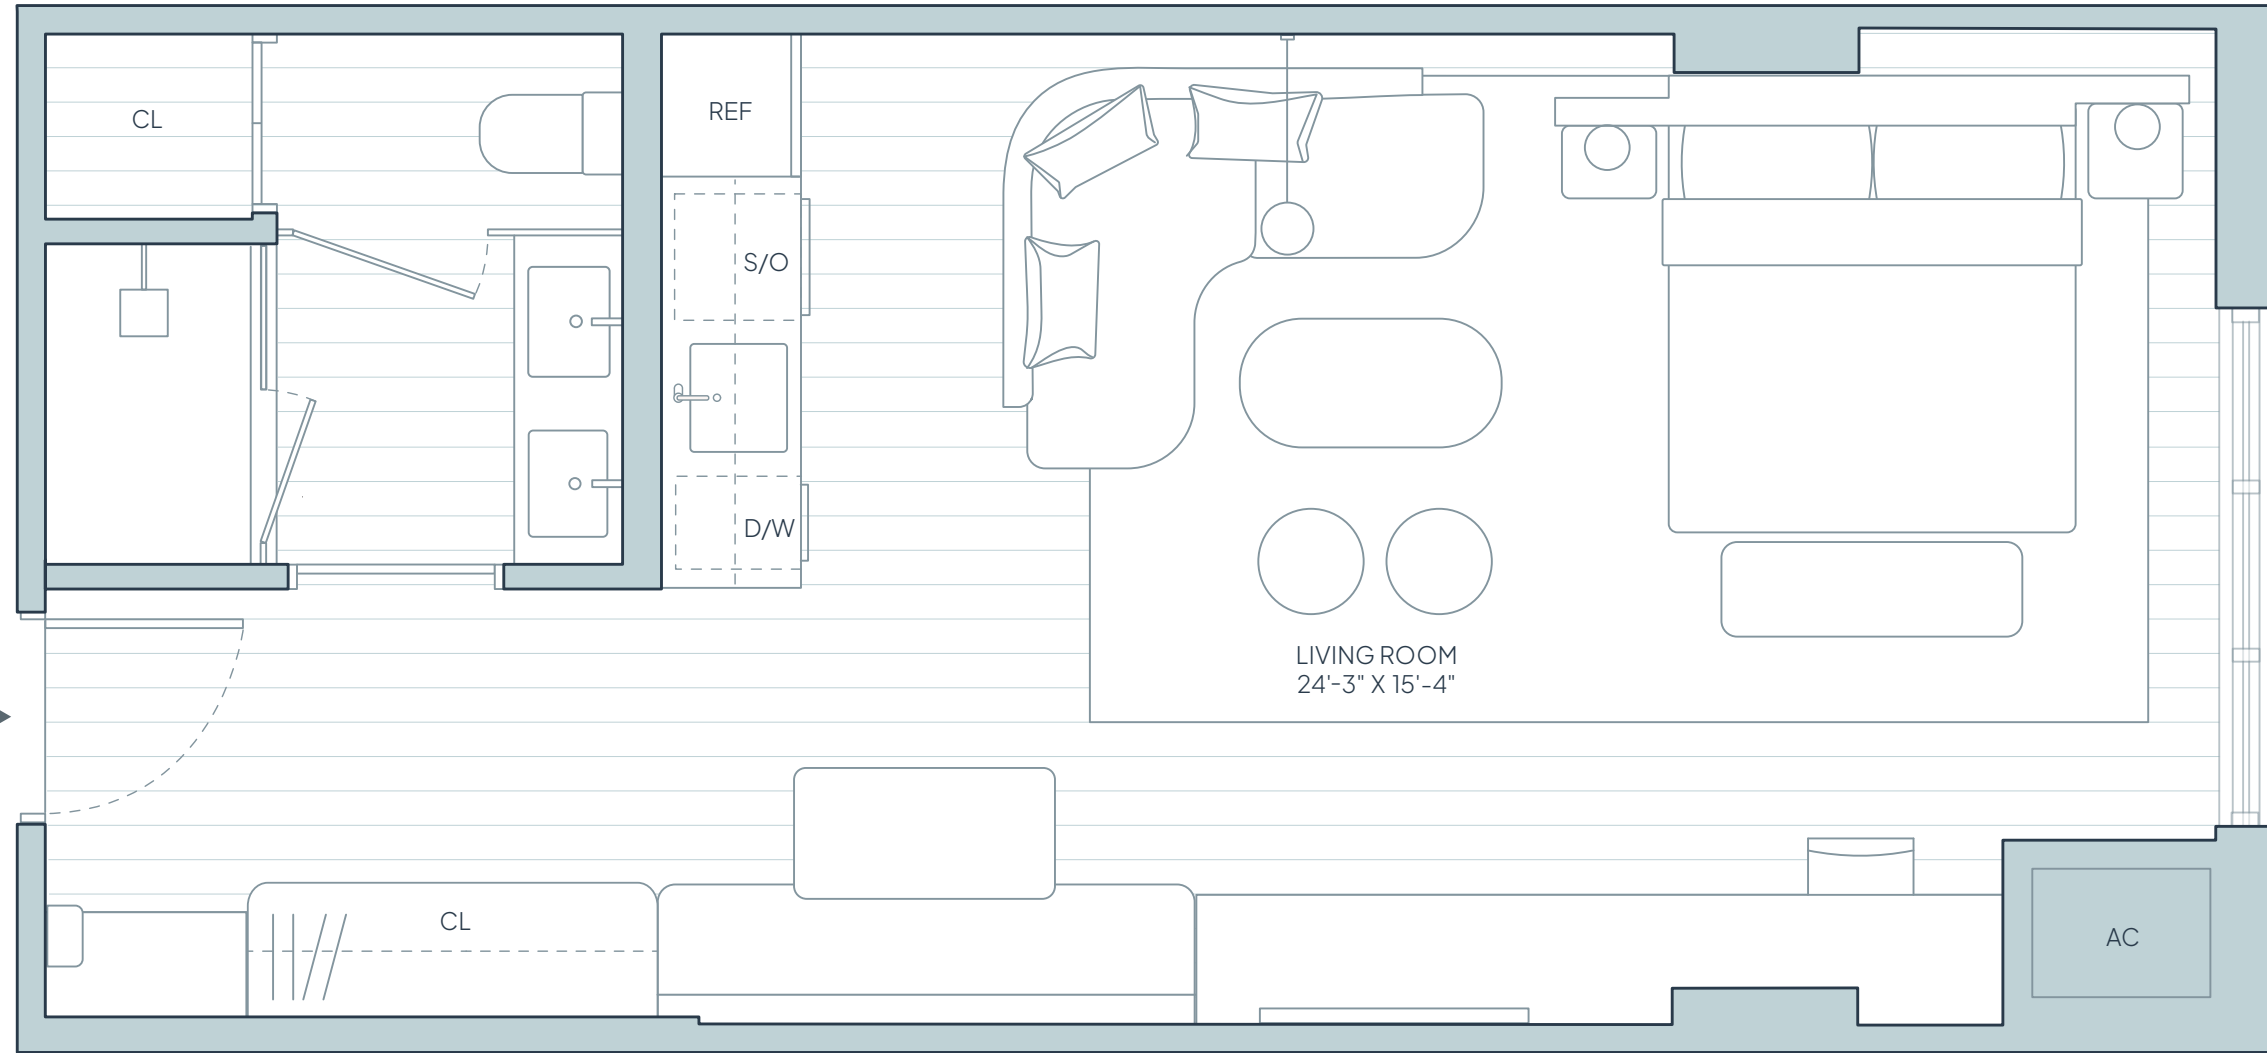 CL
REF
S/O
D/W
LIVING ROOM
24'-3" X 15'-4"
CL
AC